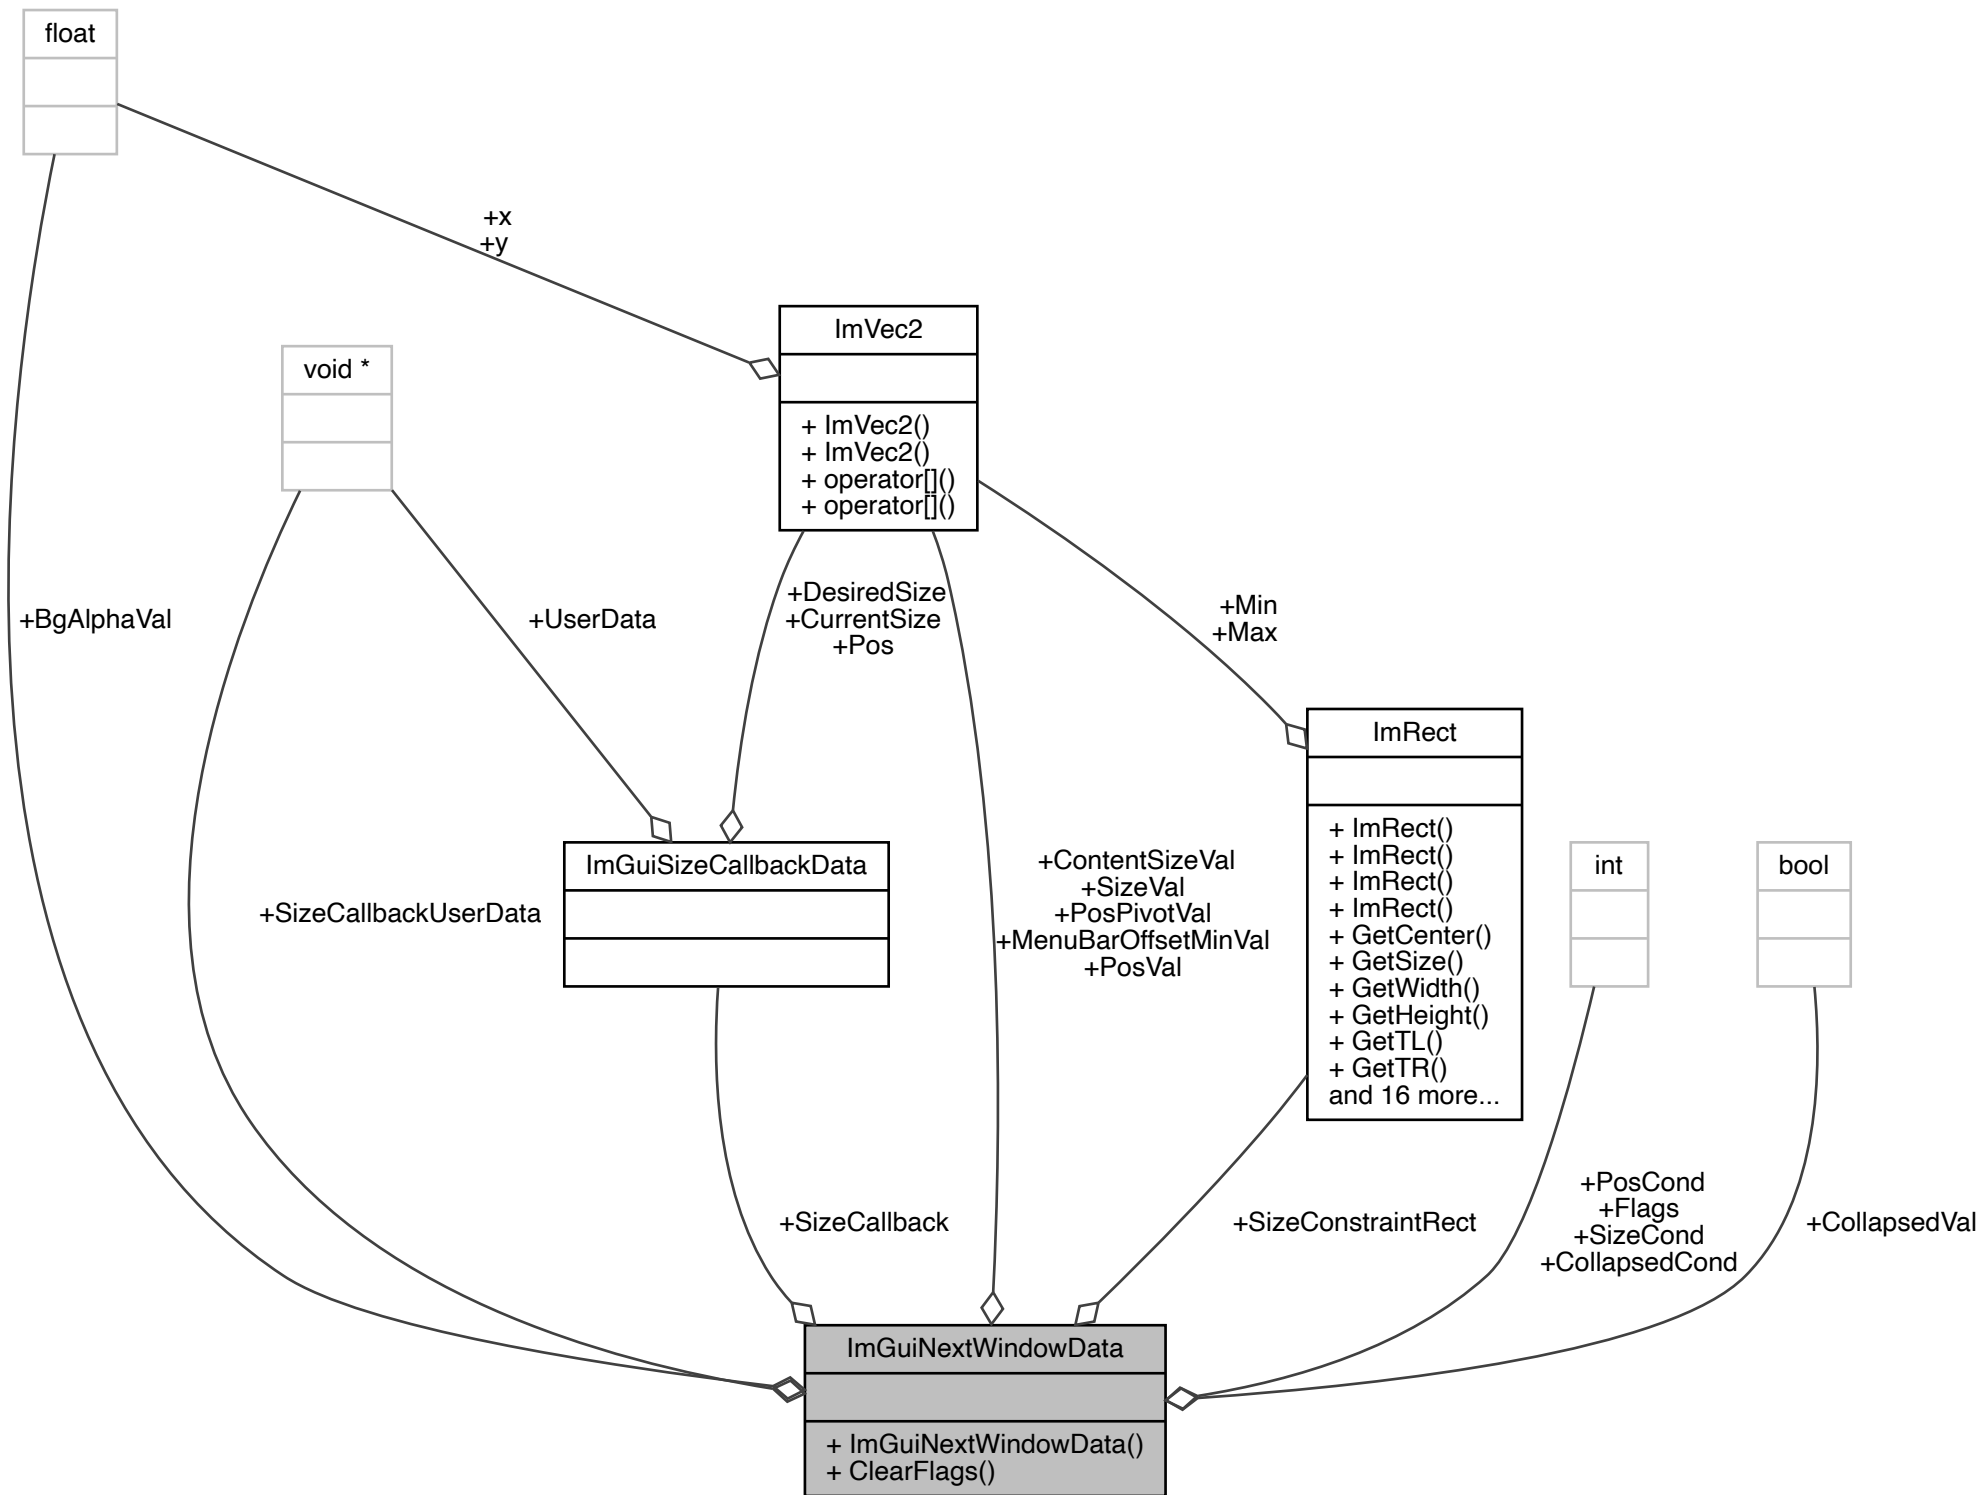 float
+x
+y
ImVec2
+ ImVec2()
+ ImVec2()
+ operator[]()
+ operator[]()
void *
+BgAlphaVal
+UserData
+DesiredSize
+CurrentSize
+Pos
+Min
+Max
ImRect
+ ImRect()
+ ImRect()
+ ImRect()
+ ImRect()
+ GetCenter()
+ GetSize()
+ GetWidth()
+ GetHeight()
+ GetTL()
+ GetTR()
and 16 more...
ImGuiSizeCallbackData
int
bool
+SizeCallbackUserData
+ContentSizeVal
+SizeVal
+PosPivotVal
+MenuBarOffsetMinVal
+PosVal
+SizeCallback
+SizeConstraintRect
+PosCond
+Flags
+SizeCond
+CollapsedCond
+CollapsedVal
ImGuiNextWindowData
+ ImGuiNextWindowData()
+ ClearFlags()